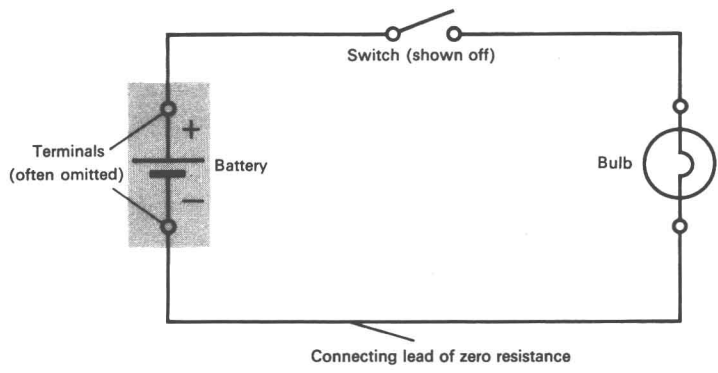 Switch (shown off)
Terminals
(often omitted)
+
Battery
−
Bulb
Connecting lead of zero resistance